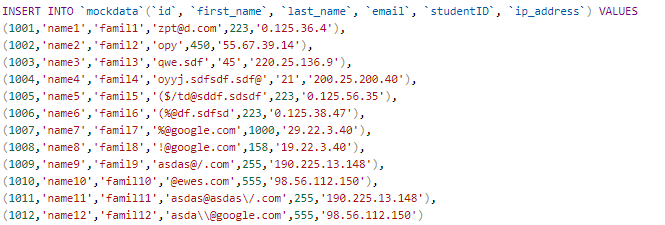 INSERT INTO `mockdata`(`id`, `first_name`, `last_name`, `email`, `studentID`, `ip_address`) VALUES
(1001,'name1','famil1','zpt@d.com',223,'0.125.36.4'),
(1002,'name2','famil2','opy',450,'55.67.39.14'),
(1003,'name3','famil3','qwe.sdf','45','220.25.136.9'),
(1004,'name4','famil4','oyyj.sdfsdf.sdf@','21','200.25.200.40'),
(1005,'name5','famil5','($/td@sddf.sdsdf',223,'0.125.56.35'),
(1006,'name6','famil6','(%@df.sdfsd',223,'0.125.38.47'),
(1007,'name7','famil7','%@google.com',1000,'29.22.3.40'),
(1008,'name8','famil8','!@google.com',158,'19.22.3.40'),
(1009,'name9','famil9','asdas@/.com',255,'190.225.13.148'),
(1010,'name10','famil10','@ewes.com',555,'98.56.112.150'),
(1011,'name11','famil11','asdas@asdas\/.com',255,'190.225.13.148'),
(1012,'name12','famil12','asda\\@google.com',555,'98.56.112.150')